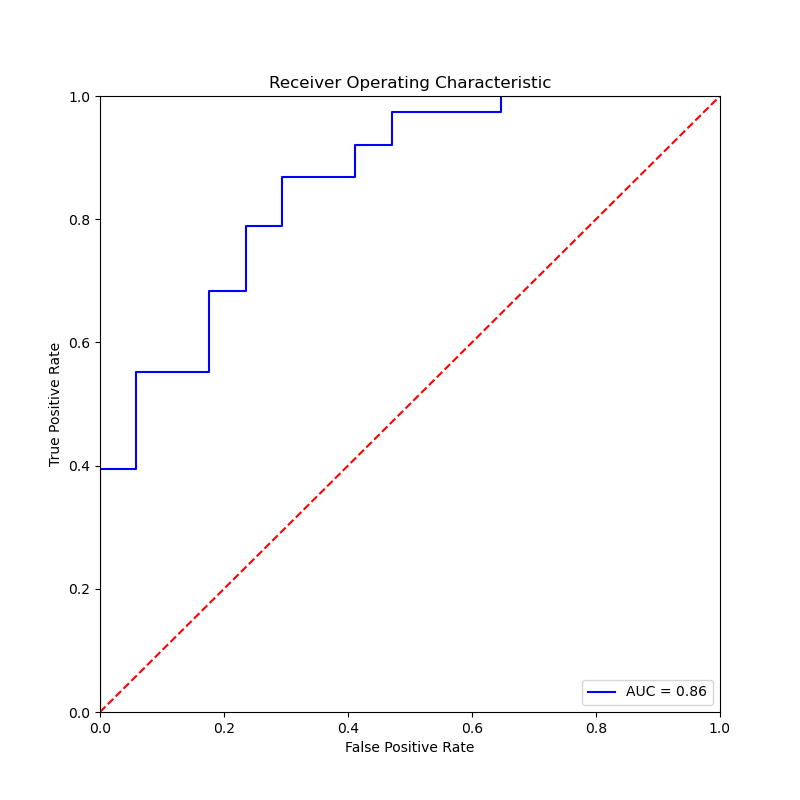 Receiver Operating Characteristic
1.0
0.8
0.6
0.4
0.2
0.0
True Positive Rate
AUC = 0.86
0.0 0.2 0.4 0.6 0.8 1.0
False Positive Rate